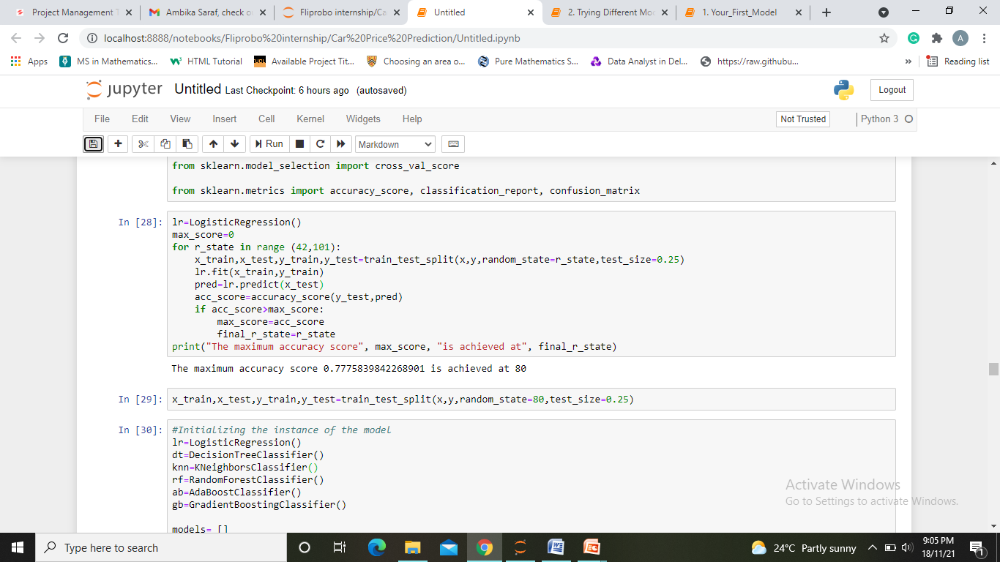 Project Management T
Ambika Saraf, check o
Fliprobo internship/Ca
Untitled
2. Trying Different Mod
1. Your_First_Model
localhost:8888/notebooks/Fliprobo%20internship/Car%20Price%20Prediction/Untitled.ipynb
A
Apps
MS in Mathematics...
HTML Tutorial
UCL
Available Project Tit...
Choosing an area o...
Pure Mathematics S...
Data Analyst in Del...
https://raw.githubu...
»
Reading list
jupyter Untitled Last Checkpoint: 6 hours ago (autosaved)
Logout
File Edit View Insert Cell Kernel Widgets Help
Not Trusted
Python 3
Run
Markdown
from sklearn.model_selection import cross_val_score
from sklearn.metrics import accuracy_score, classification_report, confusion_matrix
In [28]:
lr=LogisticRegression()
max_score=0
for r_state in range (42,101):
x_train,x_test,y_train,y_test=train_test_split(x,y,random_state=r_state,test_size=0.25)
lr.fit(x_train,y_train)
pred=lr.predict(x_test)
acc_score=accuracy_score(y_test,pred)
if acc_score>max_score:
max_score=acc_score
final_r_state=r_state
print("The maximum accuracy score", max_score, "is achieved at", final_r_state)
The maximum accuracy score 0.7775839842268901 is achieved at 80
In [29]:
x_train,x_test,y_train,y_test=train_test_split(x,y,random_state=80,test_size=0.25)
In [30]:
#Initializing the instance of the model
lr=LogisticRegression()
dt=DecisionTreeClassifier()
knn=KNeighborsClassifier()
rf=RandomForestClassifier()
ab=AdaBoostClassifier()
gb=GradientBoostingClassifier()
models= []
Activate Windows
Go to Settings to activate Windows.
Type here to search
24°C Partly sunny
9:05 PM
18/11/21
1